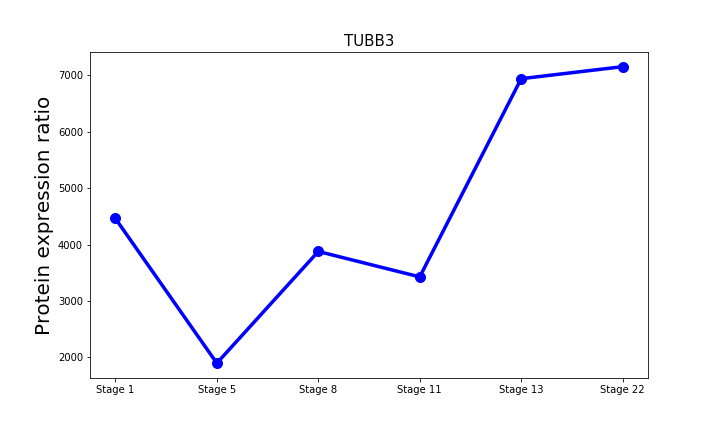 TUBB3
Protein expression ratio
7000
6000
5000
4000
3000
2000
Stage 1
Stage 5
Stage 8
Stage 11
Stage 13
Stage 22